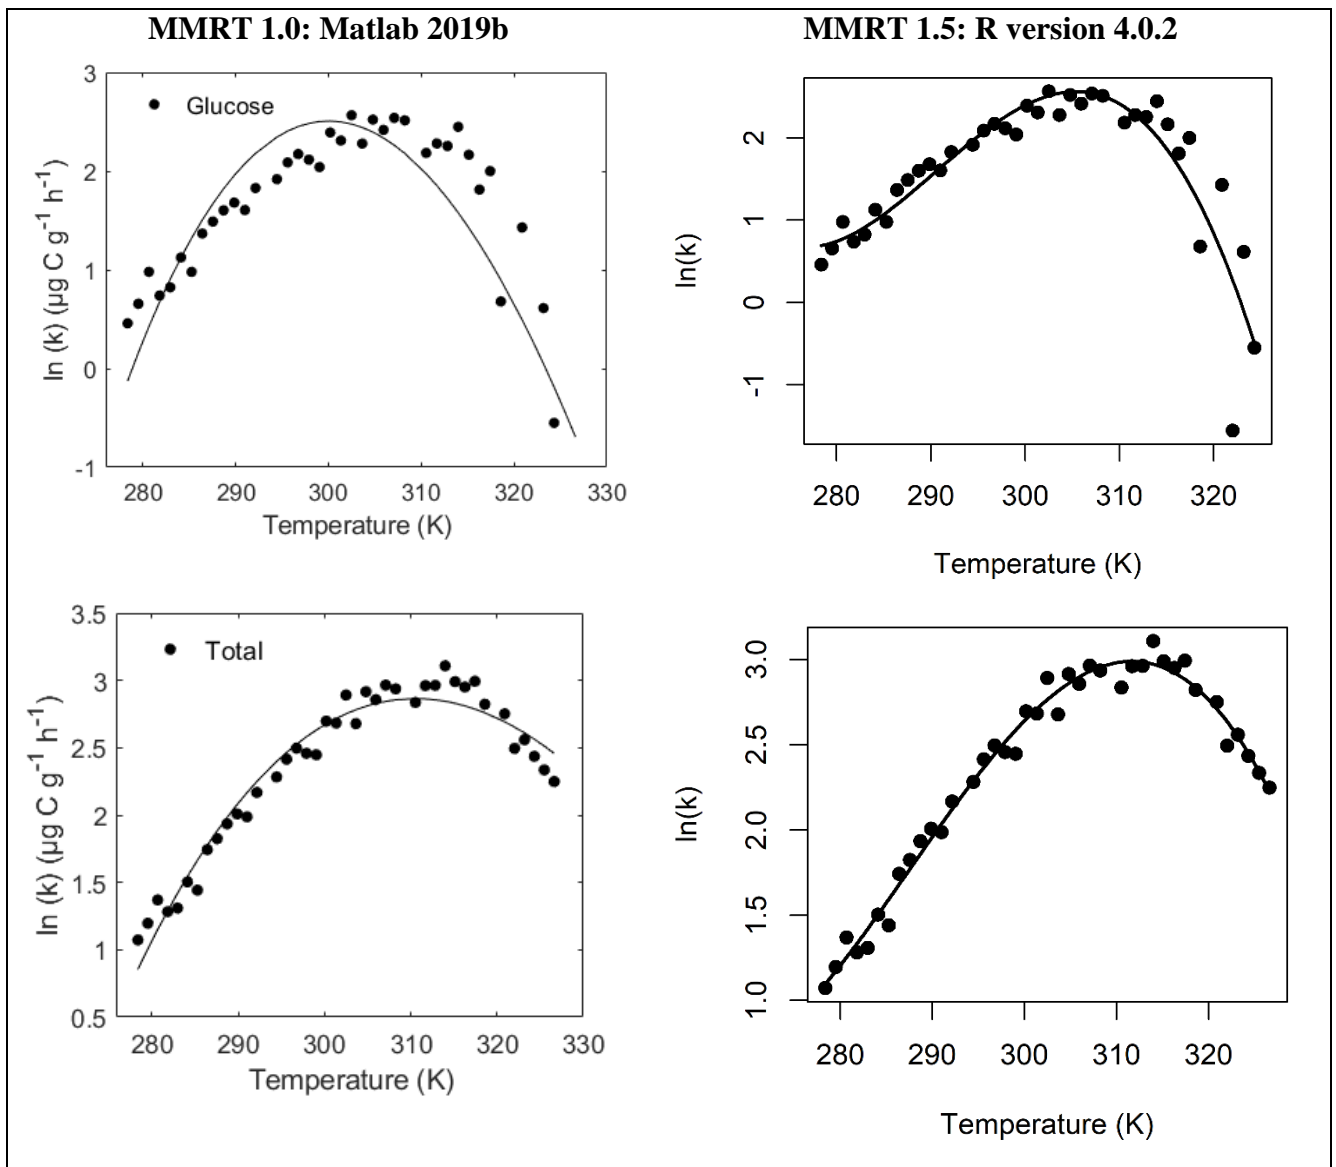 MMRT 1.0: Matlab 2019b
MMRT 1.5: R version 4.0.2
3
2
1
0
-1
Glucose
ln (k) (µg C g⁻¹ h⁻¹)
280 290 300 310 320 330
Temperature (K)
2
1
0
-1
ln(k)
280 290 300 310 320
Temperature (K)
3.5
3
2.5
2
1.5
1
0.5
Total
ln (k) (µg C g⁻¹ h⁻¹)
280 290 300 310 320 330
Temperature (K)
3.0
2.5
2.0
1.5
1.0
ln(k)
280 290 300 310 320
Temperature (K)